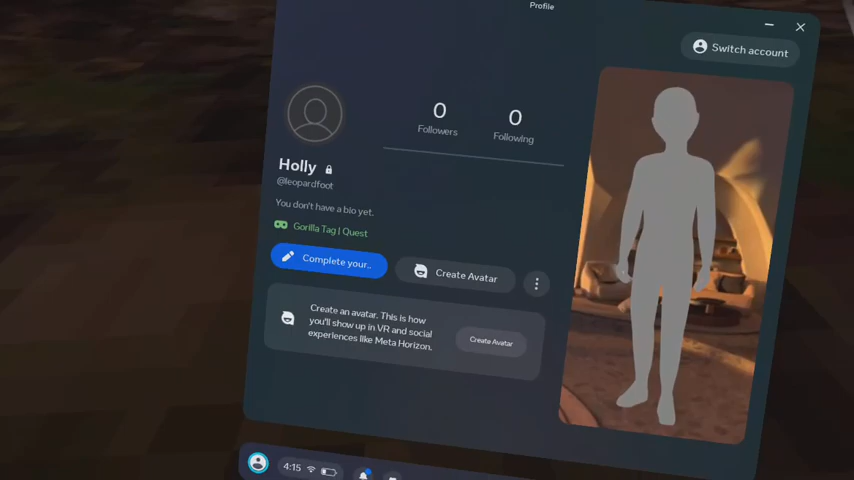 Profile
Switch account
0
Followers
0
Following
Holly
@leopardfoot
You don't have a bio yet.
Gorilla Tag | Quest
Complete your..
Create Avatar
Create an avatar. This is how
you'll show up in VR and social
experiences like Meta Horizon.
Create Avatar
4:15